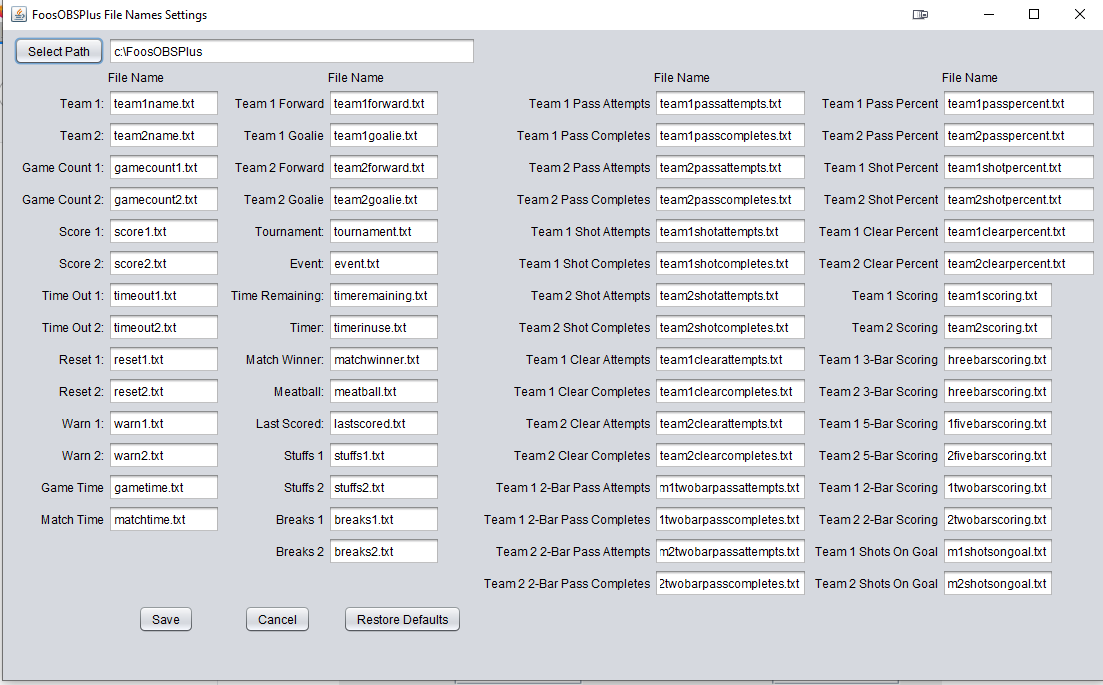 FoosOBSPlus File Names Settings
Select Path c:\FoosOBSPlus
File Name File Name File Name File Name
Team 1: team1name.txt Team 1 Forward team1forward.txt Team 1 Pass Attempts team1passattempts.txt Team 1 Pass Percent team1passpercent.txt
Team 2: team2name.txt Team 1 Goalie team1goalie.txt Team 1 Pass Completes team1passcompletes.txt Team 2 Pass Percent team2passpercent.txt
Game Count 1: gamecount1.txt Team 2 Forward team2forward.txt Team 2 Pass Attempts team2passattempts.txt Team 1 Shot Percent team1shotpercent.txt
Game Count 2: gamecount2.txt Team 2 Goalie team2goalie.txt Team 2 Pass Completes team2passcompletes.txt Team 2 Shot Percent team2shotpercent.txt
Score 1: score1.txt Tournament: tournament.txt Team 1 Shot Attempts team1shotattempts.txt Team 1 Clear Percent team1clearpercent.txt
Score 2: score2.txt Event: event.txt Team 1 Shot Completes team1shotcompletes.txt Team 2 Clear Percent team2clearpercent.txt
Time Out 1: timeout1.txt Time Remaining: timeremaining.txt Team 2 Shot Attempts team2shotattempts.txt Team 1 Scoring team1scoring.txt
Time Out 2: timeout2.txt Timer: timerinuse.txt Team 2 Shot Completes team2shotcompletes.txt Team 2 Scoring team2scoring.txt
Reset 1: reset1.txt Match Winner: matchwinner.txt Team 1 Clear Attempts team1clearattempts.txt Team 1 3-Bar Scoring hreebarscoring.txt
Reset 2: reset2.txt Meatball: meatball.txt Team 1 Clear Completes team1clearcompletes.txt Team 2 3-Bar Scoring hreebarscoring.txt
Warn 1: warn1.txt Last Scored: lastscored.txt Team 2 Clear Attempts team2clearattempts.txt Team 1 5-Bar Scoring 1fivebarscoring.txt
Warn 2: warn2.txt Stuffs 1 stuffs1.txt Team 2 Clear Completes team2clearcompletes.txt Team 2 5-Bar Scoring 2fivebarscoring.txt
Game Time gametime.txt Stuffs 2 stuffs2.txt Team 1 2-Bar Pass Attempts m1twobarpassattempts.txt Team 1 2-Bar Scoring 1twobarscoring.txt
Match Time matchtime.txt Breaks 1 breaks1.txt Team 1 2-Bar Pass Completes 1twobarpasscompletes.txt Team 2 2-Bar Scoring 2twobarscoring.txt
Breaks 2 breaks2.txt Team 2 2-Bar Pass Attempts m2twobarpassattempts.txt Team 1 Shots On Goal m1shotsongoal.txt
Team 2 2-Bar Pass Completes 2twobarpasscompletes.txt Team 2 Shots On Goal m2shotsongoal.txt
Save Cancel Restore Defaults